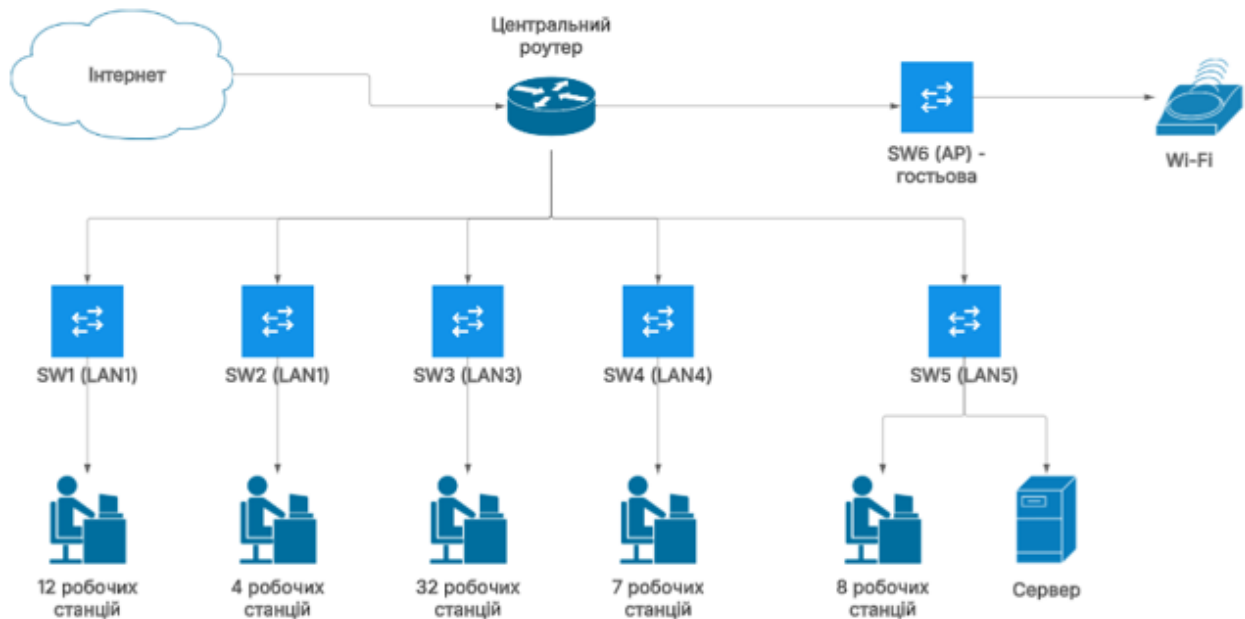 Центральний
роутер
Інтернет
SW6 (AP) -
гостьова
Wi-Fi
SW1 (LAN1)
SW2 (LAN1)
SW3 (LAN3)
SW4 (LAN4)
SW5 (LAN5)
12 робочих
станцій
4 робочих
станцій
32 робочих
станцій
7 робочих
станцій
8 робочих
станцій
Сервер